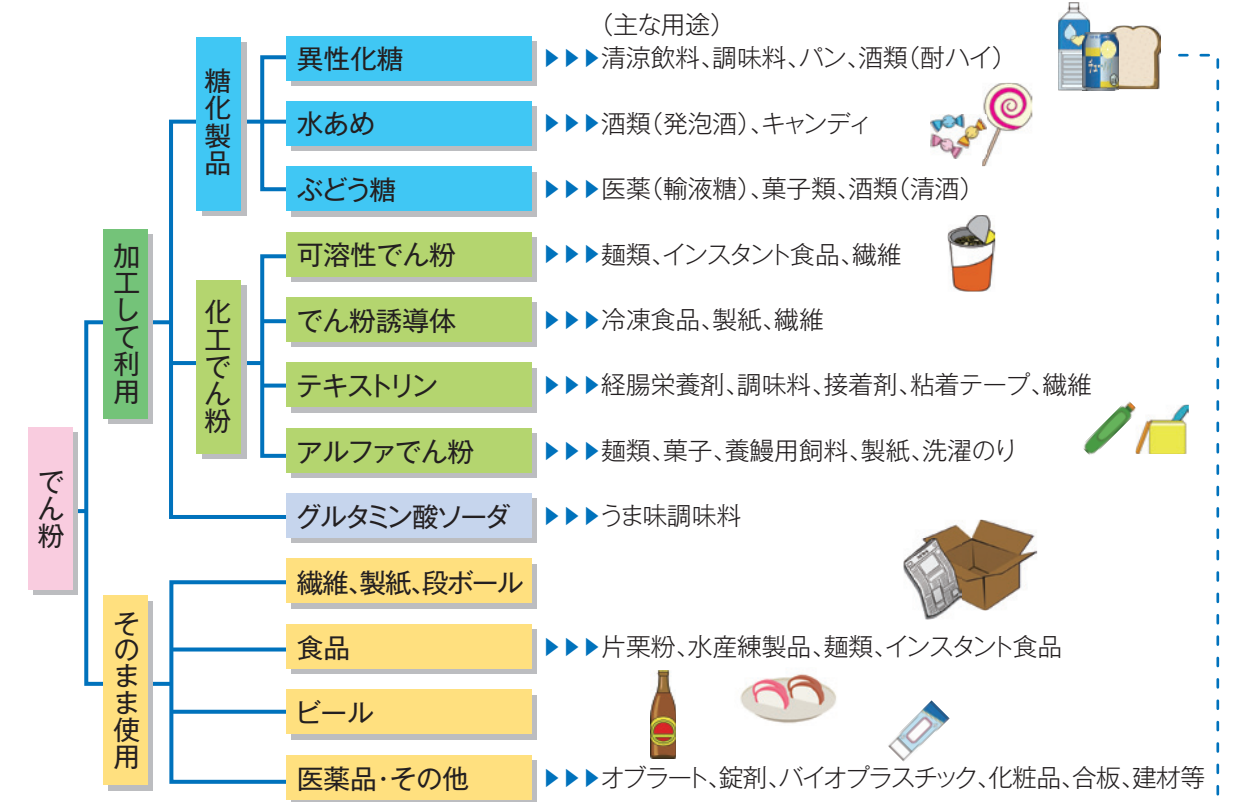 （主な用途）
異性化糖 ▶▶▶清涼飲料、調味料、パン、酒類（酎ハイ）
糖化製品
水あめ ▶▶▶酒類（発泡酒）、キャンディ
ぶどう糖 ▶▶▶医薬（輸液糖）、菓子類、酒類（清酒）
加工して利用
可溶性でん粉 ▶▶▶麺類、インスタント食品、繊維
化工でん粉
でん粉誘導体 ▶▶▶冷凍食品、製紙、繊維
テキストリン ▶▶▶経腸栄養剤、調味料、接着剤、粘着テープ、繊維
アルファでん粉 ▶▶▶麺類、菓子、養鰻用飼料、製紙、洗濯のり
でん粉
グルタミン酸ソーダ ▶▶▶うま味調味料
繊維、製紙、段ボール
そのまま使用
食品 ▶▶▶片栗粉、水産練製品、麺類、インスタント食品
ビール
医薬品・その他 ▶▶▶オブラート、錠剤、バイオプラスチック、化粧品、合板、建材等